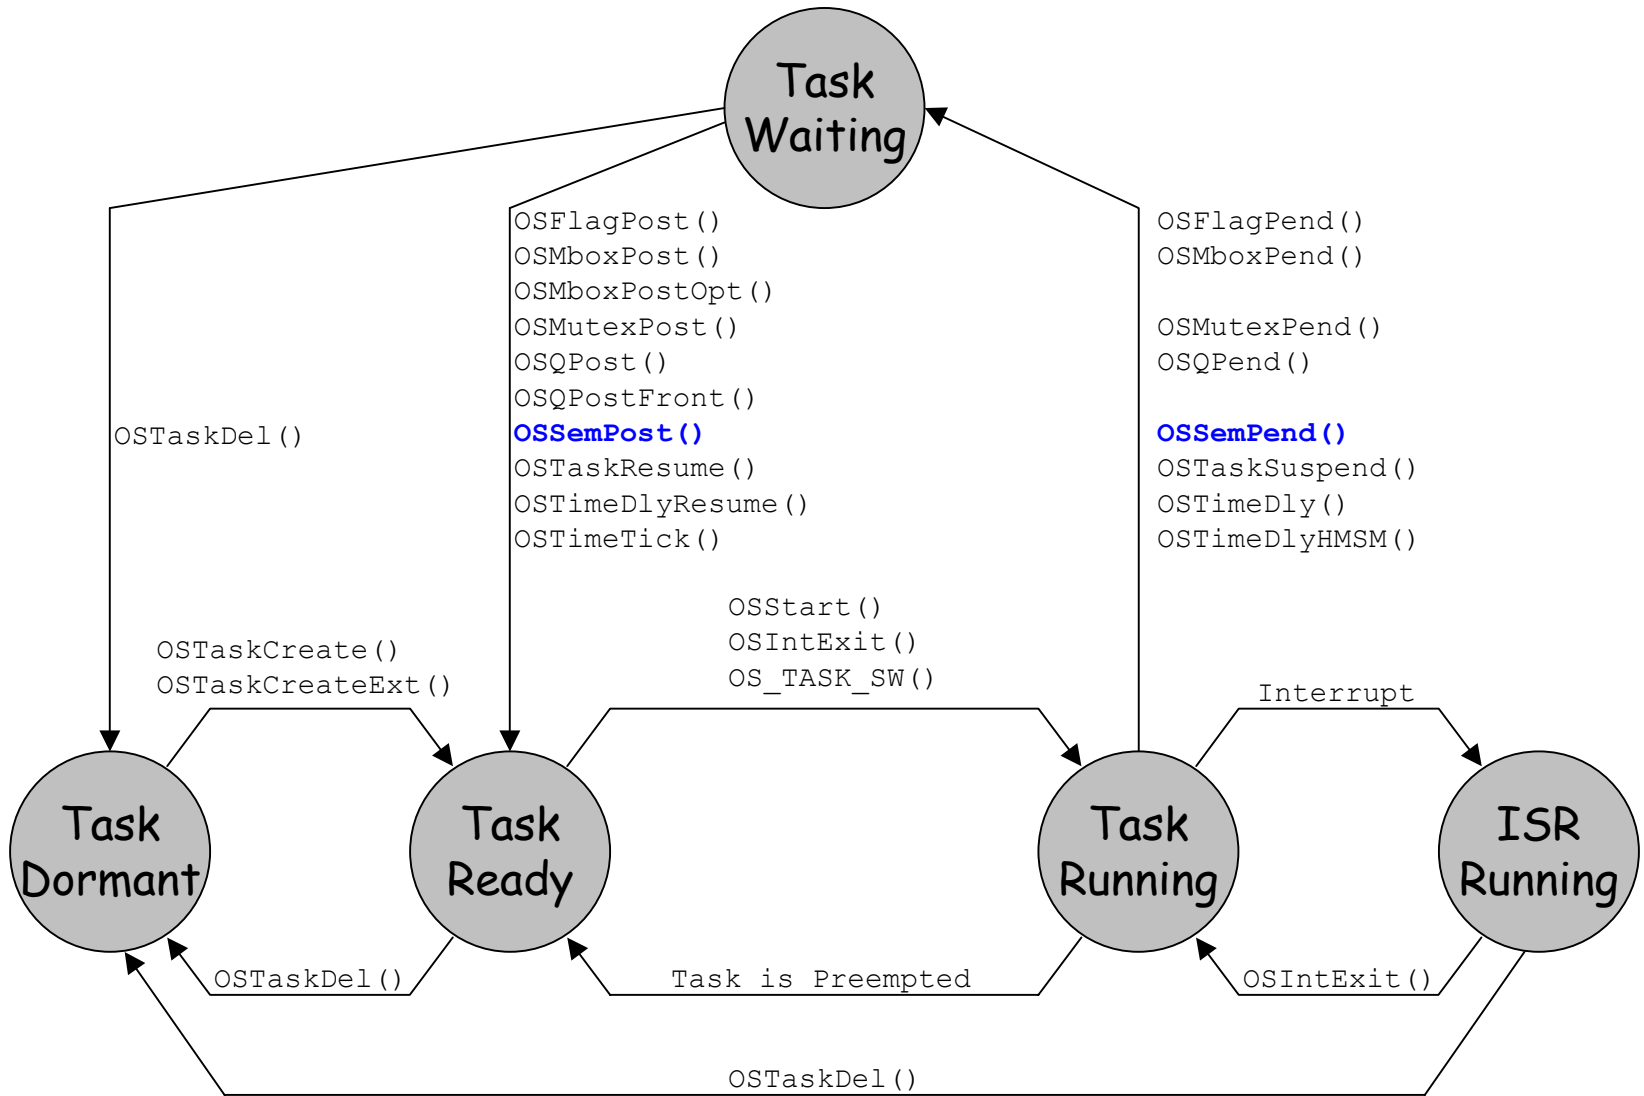 Task
Waiting
OSFlagPost()
OSMboxPost()
OSMboxPostOpt()
OSMutexPost()
OSQPost()
OSQPostFront()
OSSemPost()
OSTaskResume()
OSTimeDlyResume()
OSTimeTick()
OSFlagPend()
OSMboxPend()
OSMutexPend()
OSQPend()
OSSemPend()
OSTaskSuspend()
OSTimeDly()
OSTimeDlyHMSM()
OSTaskDel()
OSTaskCreate()
OSTaskCreateExt()
OSStart()
OSIntExit()
OS_TASK_SW()
Interrupt
Task
Dormant
Task
Ready
Task
Running
ISR
Running
OSTaskDel()
Task is Preempted
OSIntExit()
OSTaskDel()